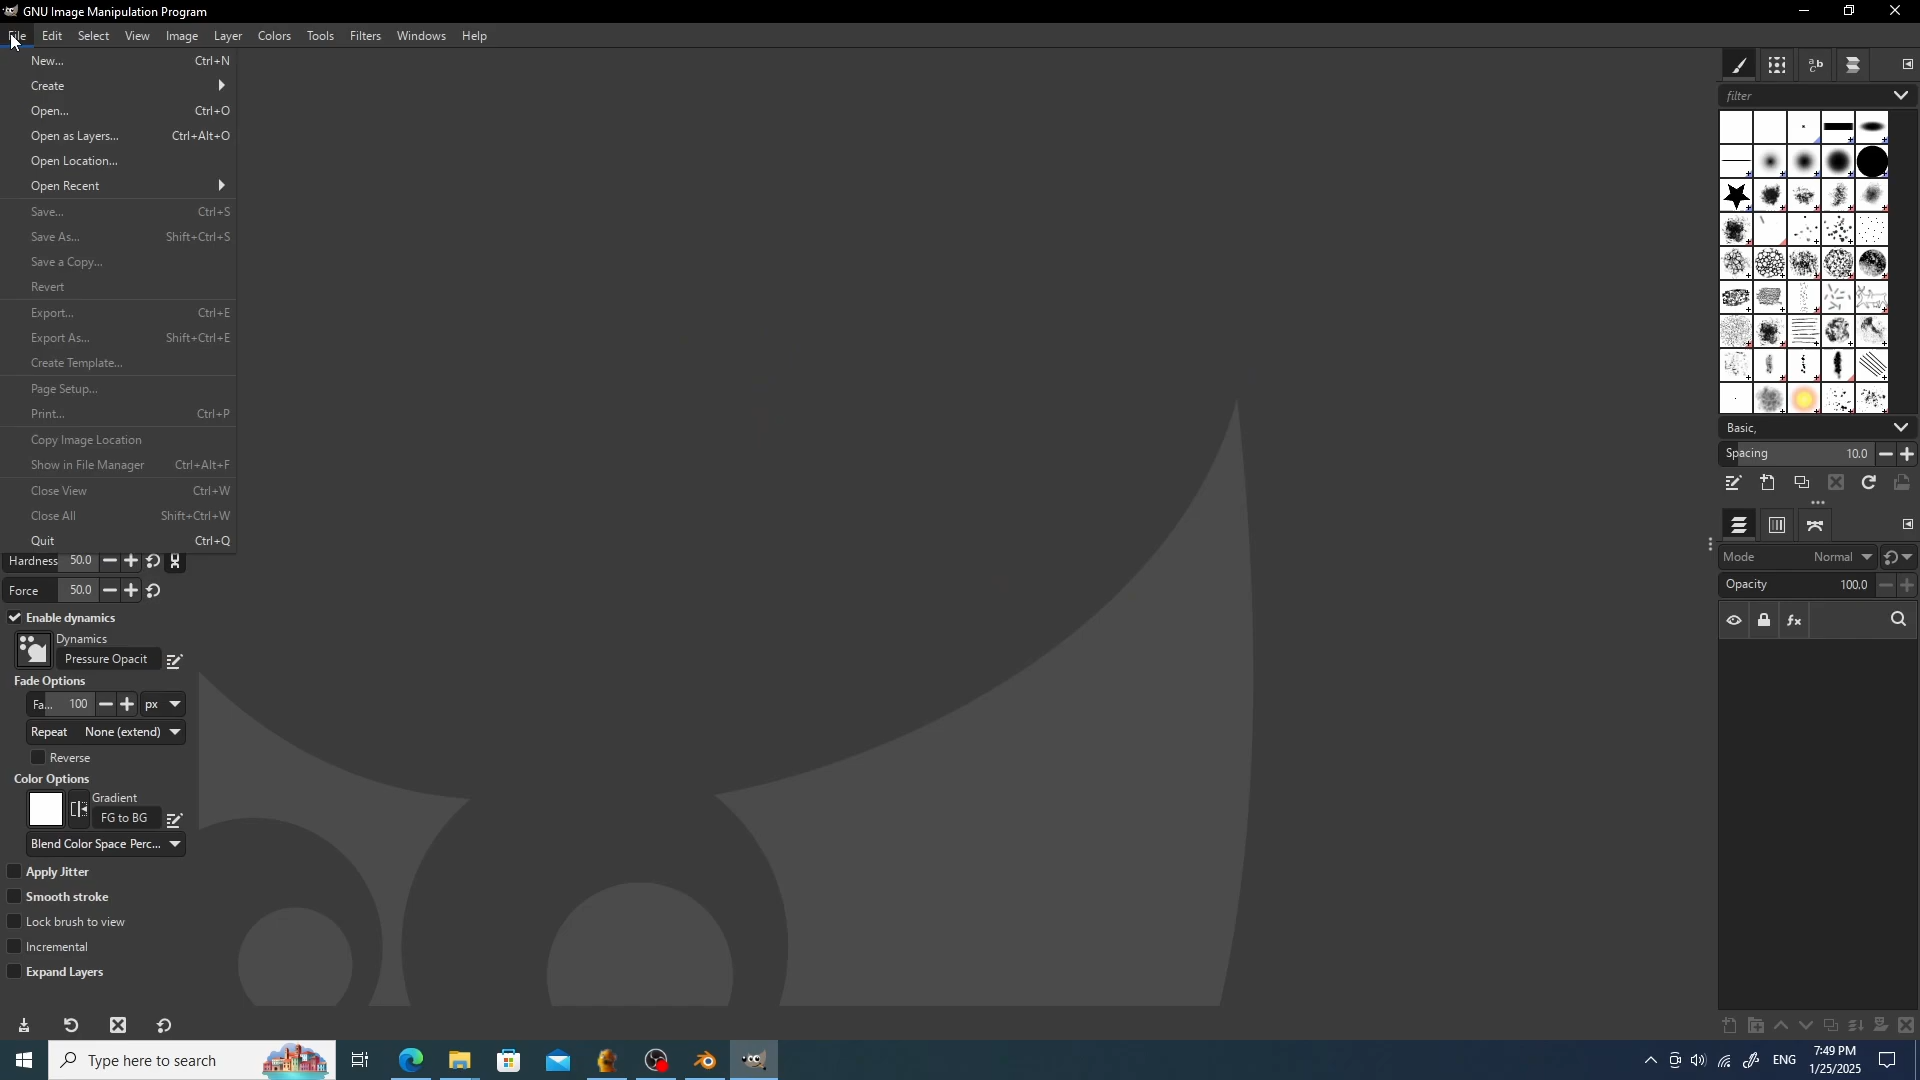 GNU Image Manipulation Program
File Edit Select View Image Layer Colors Tools Filters Windows Help
New... Ctrl+N
Create
Open... Ctrl+O
Open as Layers... Ctrl+Alt+O
Open Location...
Open Recent
Save... Ctrl+S
Save As... Shift+Ctrl+S
Save a Copy...
Revert
Export... Ctrl+E
Export As... Shift+Ctrl+E
Create Template...
Page Setup...
Print... Ctrl+P
Copy Image Location
Show in File Manager Ctrl+Alt+F
Close View Ctrl+W
Close All Shift+Ctrl+W
Quit Ctrl+Q
Hardness 50.0
Force 50.0
Enable dynamics
Dynamics
Pressure Opacit
Fade Options
Fa... 100 px
Repeat None (extend)
Reverse
Color Options
Gradient
FG to BG
Blend Color Space Perc...
Apply Jitter
Smooth stroke
Lock brush to view
Incremental
Expand Layers
filter
Basic,
Spacing 10.0
Mode Normal
Opacity 100.0
fx
Type here to search
ENG
7:49 PM
1/25/2025